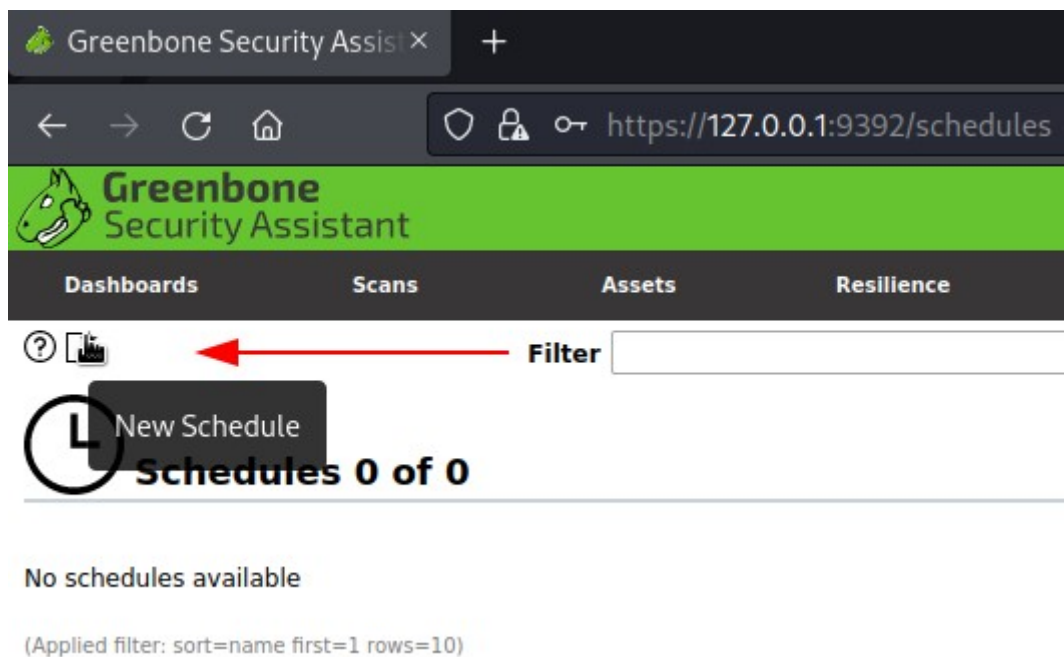 Greenbone Security Assist
https://127.0.0.1:9392/schedules
Greenbone
Security Assistant
Dashboards Scans Assets Resilience
Filter
New Schedule
Schedules 0 of 0
No schedules available
(Applied filter: sort=name first=1 rows=10)